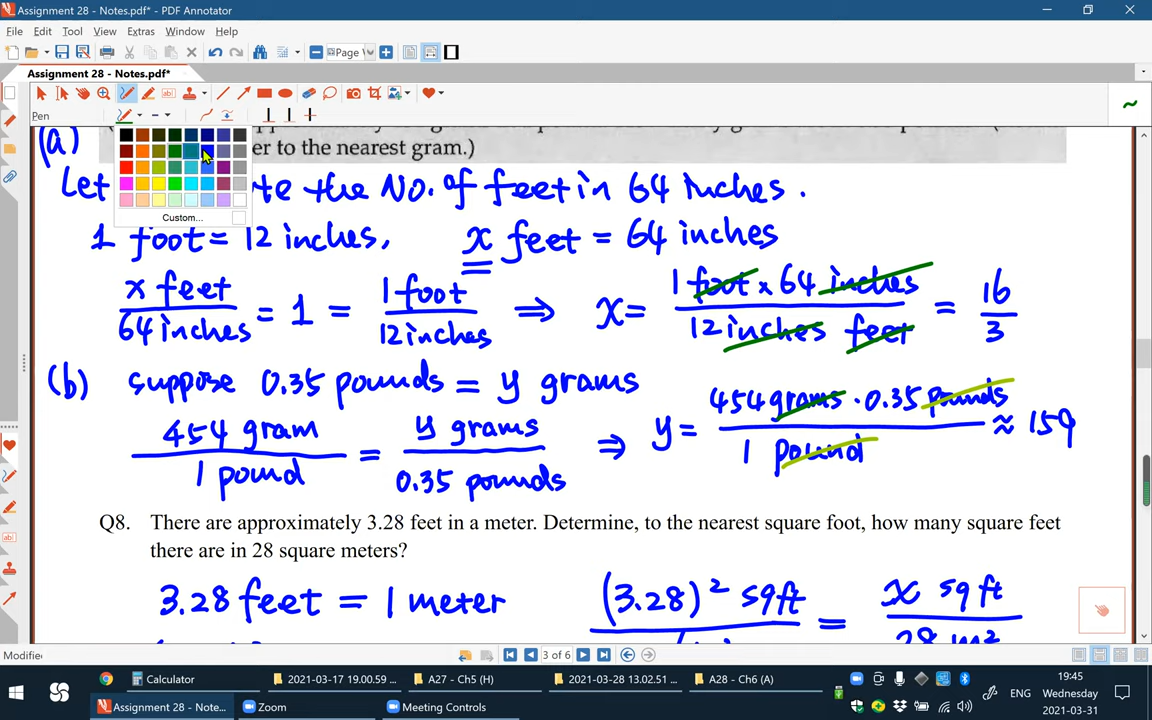 Assignment 28 - Notes.pdf* - PDF Annotator
File Edit Tool View Extras Window Help
Page V
Assignment 28 - Notes.pdf*
Pen
Custom...
er to the nearest gram.)
(a)
Let te the No. of feet in 64 inches.
1 foot = 12 inches, x feet = 64 inches
x feet / 64 inches = 1 = 1 foot / 12 inches ⇒ x = 1 foot × 64 inches / 12 inches feet = 16/3
(b) suppose 0.35 pounds = y grams
454 gram / 1 pound = y grams / 0.35 pounds ⇒ y = 454 grams · 0.35 pounds / 1 pound ≈ 159
Q8. There are approximately 3.28 feet in a meter. Determine, to the nearest square foot, how many square feet
there are in 28 square meters?
3.28 feet = 1 meter (3.28)² sqft = x sqft
28 m²
Modifie
3 of 6
Calculator
2021-03-17 19.00.59 ...
A27 - Ch5 (H)
2021-03-28 13.02.51 ...
A28 - Ch6 (A)
Assignment 28 - Note...
Zoom
Meeting Controls
ENG
19:45
Wednesday
2021-03-31